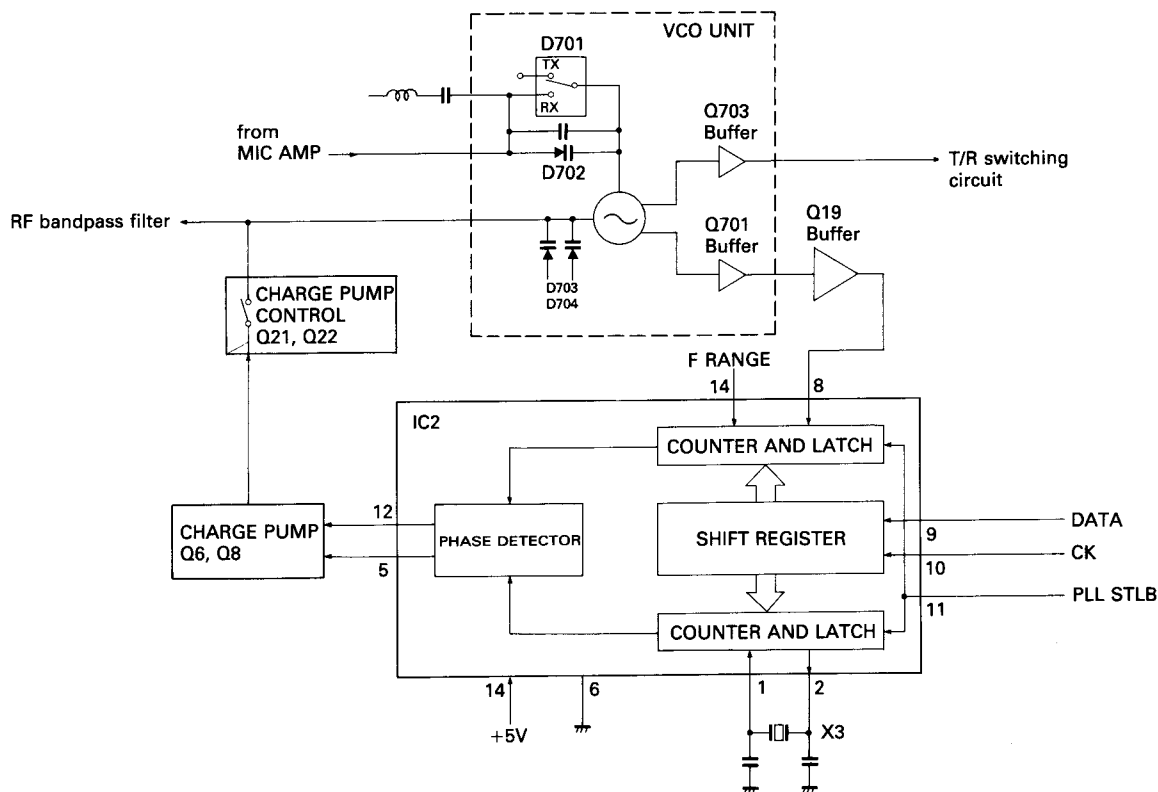 VCO UNIT
D701
TX
RX
from
MIC AMP
D702
Q703
Buffer
T/R switching
circuit
RF bandpass filter
Q701
Buffer
Q19
Buffer
D703
D704
CHARGE PUMP
CONTROL
Q21, Q22
F RANGE
14
8
IC2
COUNTER AND LATCH
CHARGE PUMP
Q6, Q8
12
5
PHASE DETECTOR
SHIFT REGISTER
9
DATA
10
CK
11
PLL STLB
COUNTER AND LATCH
14
6
1
2
+5V
X3